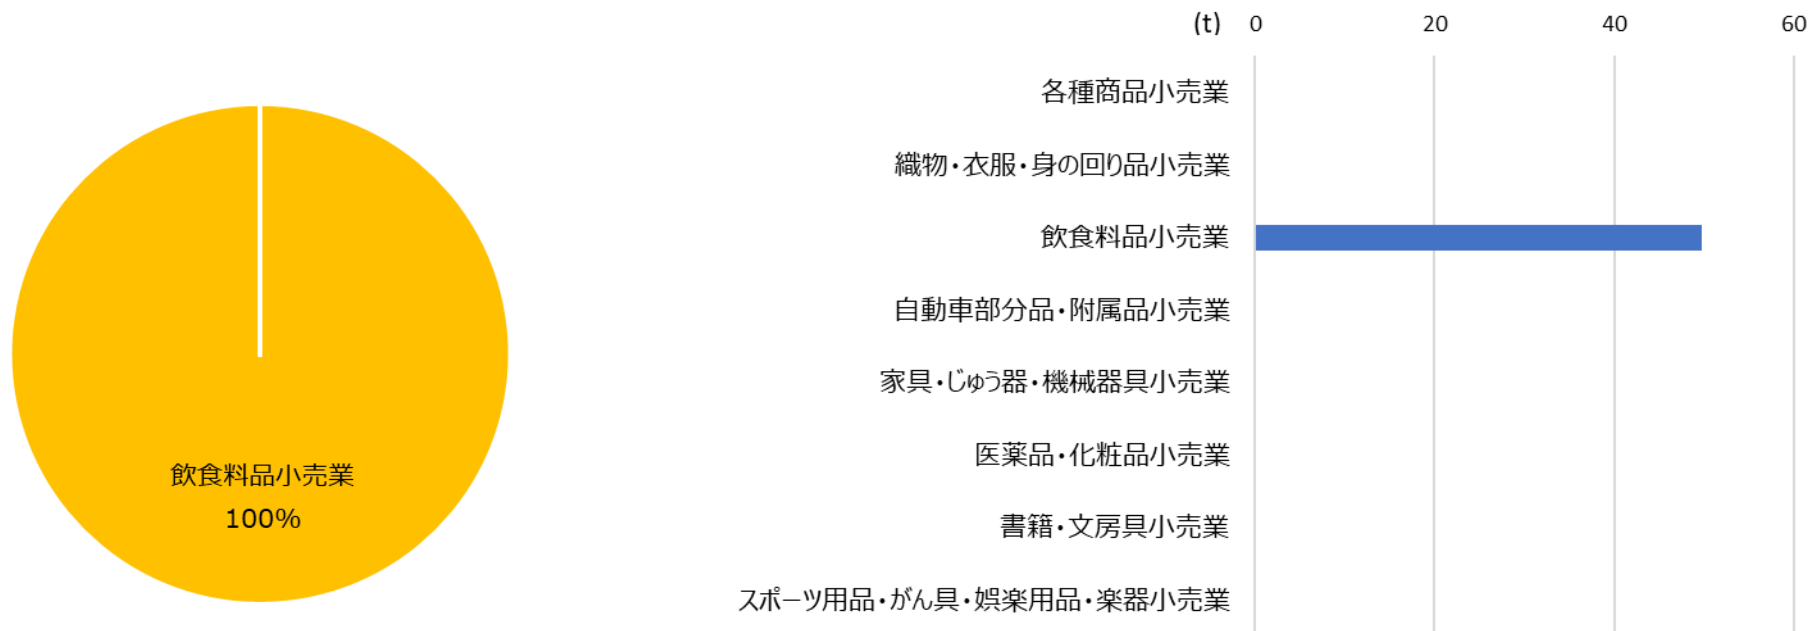 飲食料品小売業
100%
(t) 0 20 40 60
各種商品小売業
織物・衣服・身の回り品小売業
飲食料品小売業
自動車部分品・附属品小売業
家具・じゅう器・機械器具小売業
医薬品・化粧品小売業
書籍・文房具小売業
スポーツ用品・がん具・娯楽用品・楽器小売業